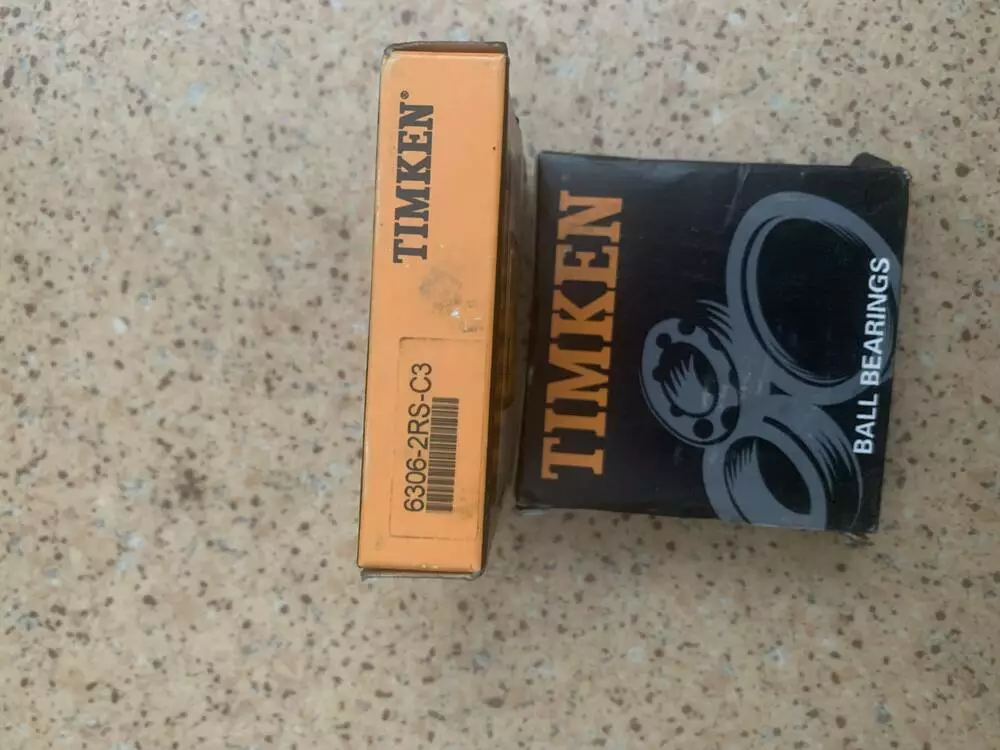 TIMKEN®
6306-2RS-C3
TIMKEN
BALL BEARINGS